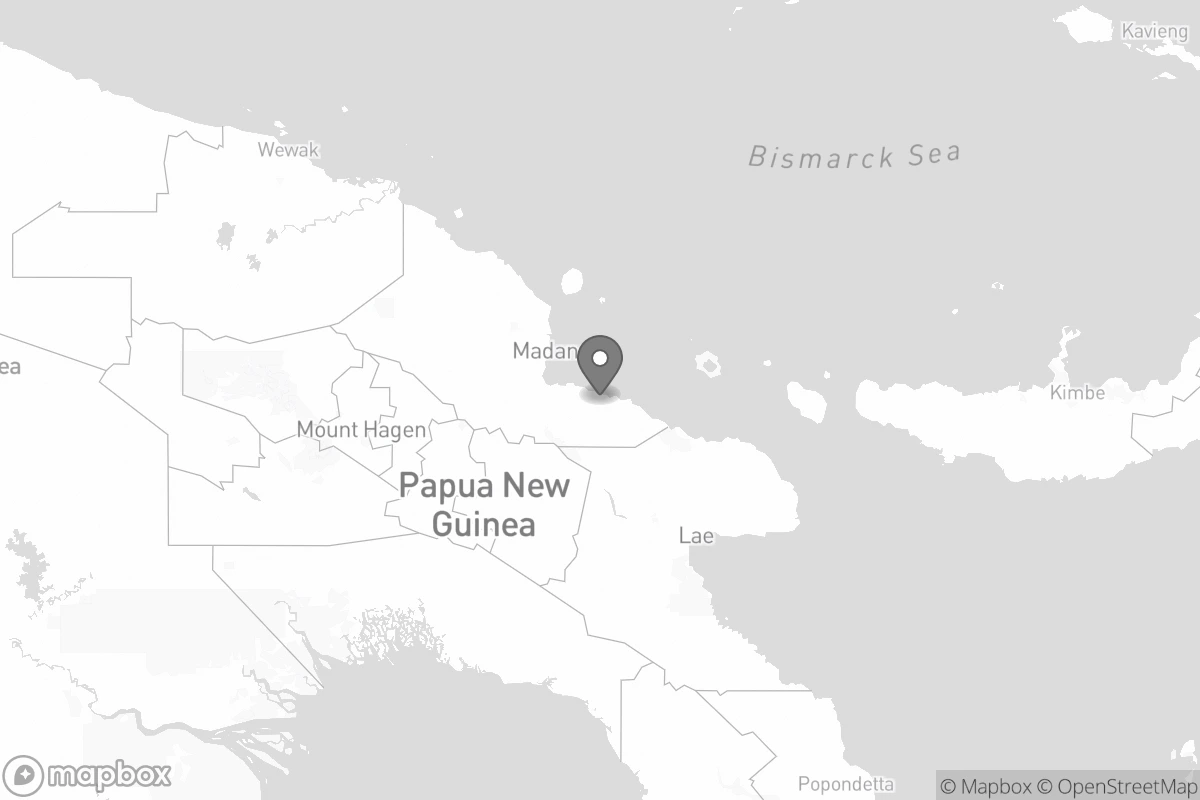 Kavieng
Wewak
Bismarck Sea
Madan
ea
Kimbe
Mount Hagen
Papua New
Guinea
Lae
Popondetta
mapbox
© Mapbox © OpenStreetMap